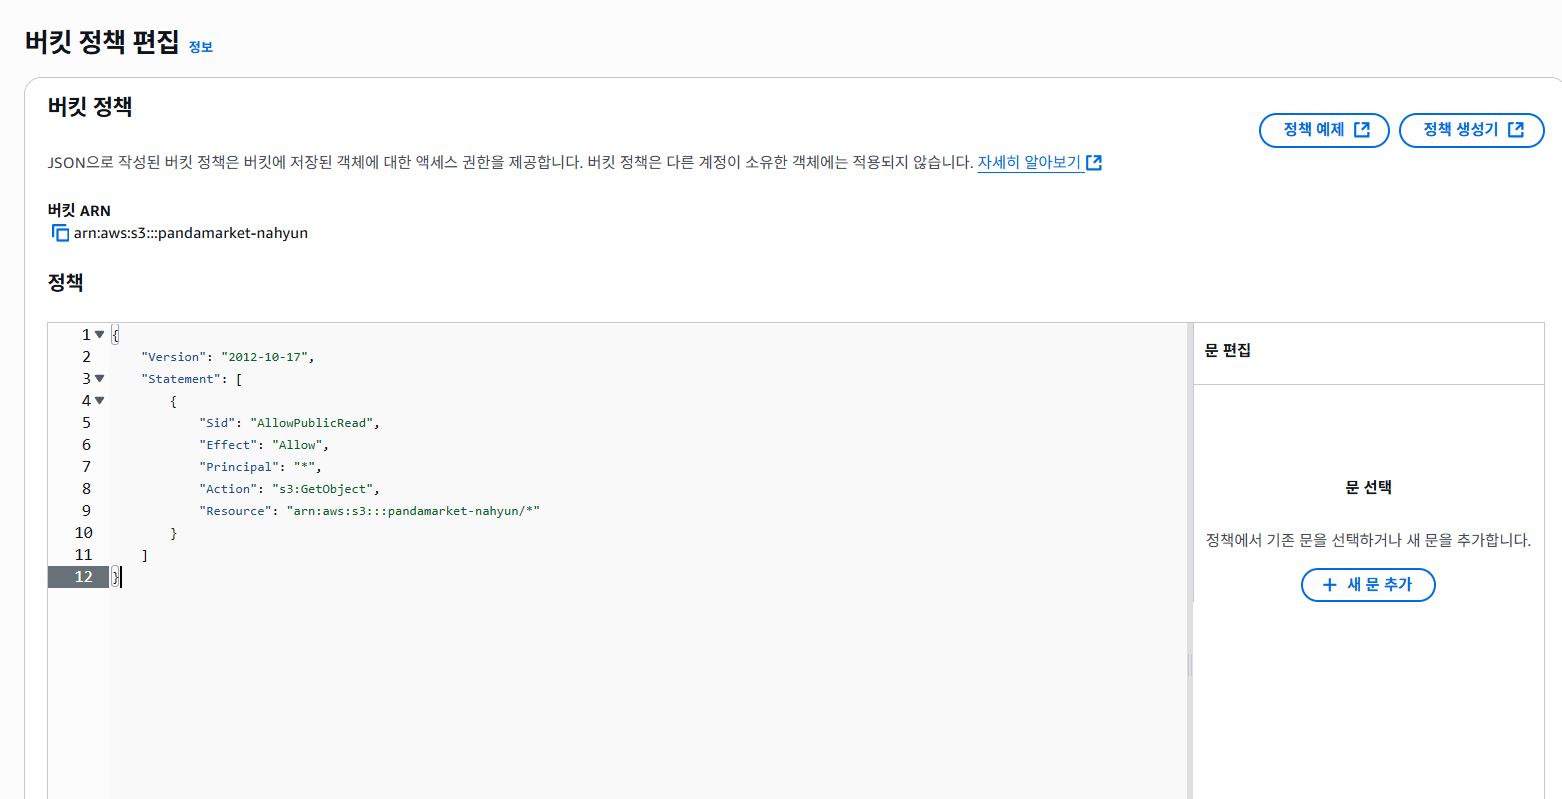 버킷 정책 편집 정보
버킷 정책
정책 예제
정책 생성기
JSON으로 작성된 버킷 정책은 버킷에 저장된 객체에 대한 액세스 권한을 제공합니다. 버킷 정책은 다른 계정이 소유한 객체에는 적용되지 않습니다. 자세히 알아보기
버킷 ARN
arn:aws:s3:::pandamarket-nahyun
정책
1 {
2 "Version": "2012-10-17",
3 "Statement": [
4 {
5 "Sid": "AllowPublicRead",
6 "Effect": "Allow",
7 "Principal": "*",
8 "Action": "s3:GetObject",
9 "Resource": "arn:aws:s3:::pandamarket-nahyun/*"
10 }
11 ]
12 }
문 편집
문 선택
정책에서 기존 문을 선택하거나 새 문을 추가합니다.
+ 새 문 추가